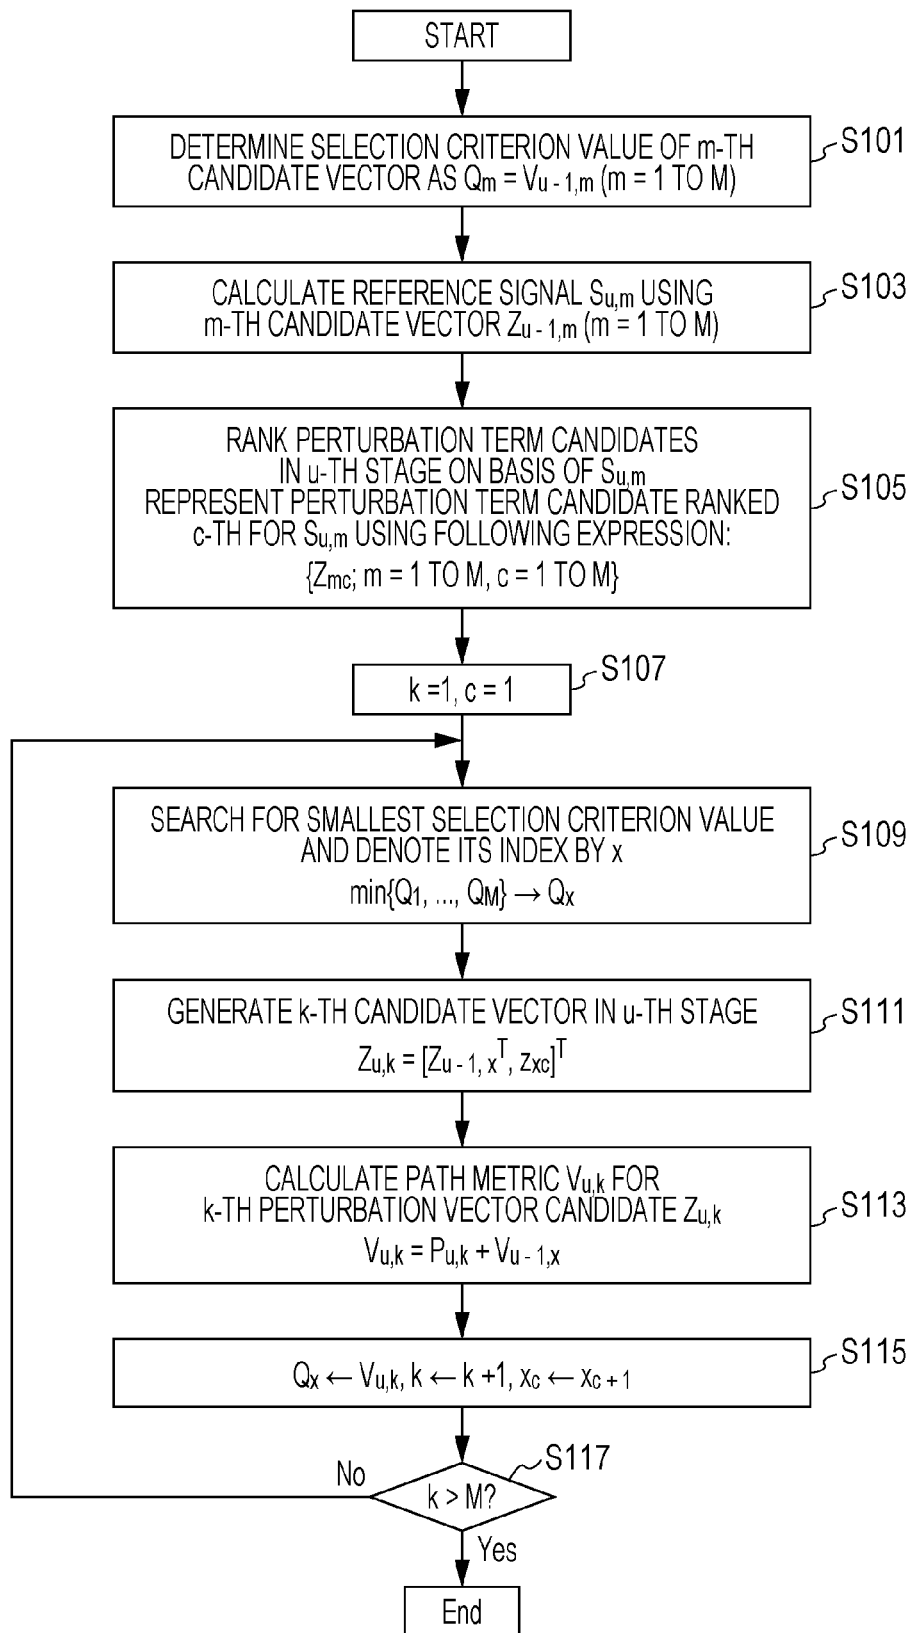 START
DETERMINE SELECTION CRITERION VALUE OF m-TH
CANDIDATE VECTOR AS Qm = Vu - 1,m (m = 1 TO M)
S101
CALCULATE REFERENCE SIGNAL Su,m USING
m-TH CANDIDATE VECTOR Zu - 1,m (m = 1 TO M)
S103
RANK PERTURBATION TERM CANDIDATES
IN u-TH STAGE ON BASIS OF Su,m
REPRESENT PERTURBATION TERM CANDIDATE RANKED
c-TH FOR Su,m USING FOLLOWING EXPRESSION:
{Zmc; m = 1 TO M, c = 1 TO M}
S105
k =1, c = 1
S107
SEARCH FOR SMALLEST SELECTION CRITERION VALUE
AND DENOTE ITS INDEX BY x
min{Q1, ..., QM} → Qx
S109
GENERATE k-TH CANDIDATE VECTOR IN u-TH STAGE
Zu,k = [Zu - 1, x^T, zxc]^T
S111
CALCULATE PATH METRIC Vu,k FOR
k-TH PERTURBATION VECTOR CANDIDATE Zu,k
Vu,k = Pu,k + Vu - 1,x
S113
Qx ← Vu,k, k ← k +1, xc ← xc + 1
S115
k > M?
S117
No
Yes
End